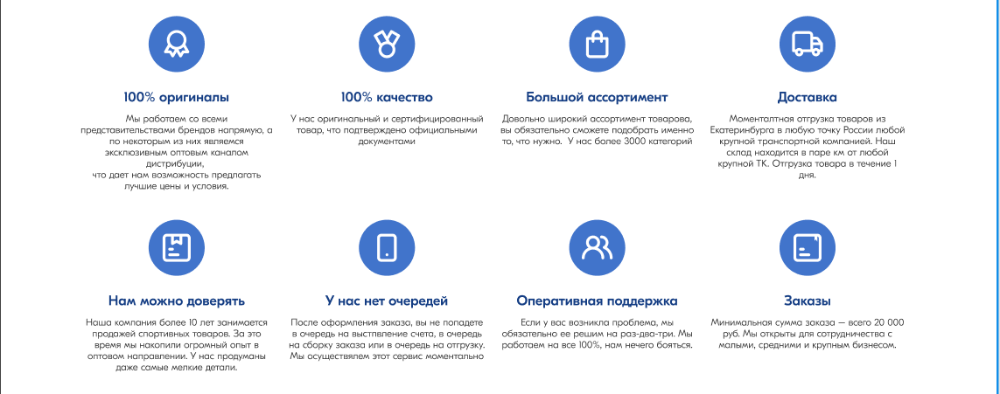 100% оригиналы
Мы работаем со всеми
представительствами брендов напрямую, а
по некоторым из них являемся
эксклюзивным оптовым каналом
дистрибуции,
что дает нам возможность предлагать
лучшие цены и условия.
100% качество
У нас оригинальный и сертифицированный
товар, что подтверждено официальными
документами
Большой ассортимент
Довольно широкий ассортимент товарова,
вы обязательно сможете подобрать именно
то, что нужно.  У нас более 3000 категорий
Доставка
Моменталтная отгрузка товаров из
Екатеринбурга в любую точку России любой
крупной транспортной компанией. Наш
склад находится в паре км от любой
крупной ТК. Отгрузка товара в течение 1
дня.
Нам можно доверять
Наша компания более 10 лет занимается
продажей спортивных товаров. За это
время мы накопили огромный опыт в
оптовом направлении. У нас продуманы
даже самые мелкие детали.
У нас нет очередей
После оформления заказа, вы не попадете
в очередь на выстпвление счета, в очередь
на сборку заказа или в очередь на отгрузку.
Мы осуществялем этот сервис моментально
Оперативная поддержка
Если у вас возникла проблема, мы
обязательно ее решим на раз-два-три. Мы
работаем на все 100%, нам нечего бояться.
Заказы
Минимальная сумма заказа – всего 20 000
руб. Мы открыты для сотрудничества с
малыми, средними и крупным бизнесом.